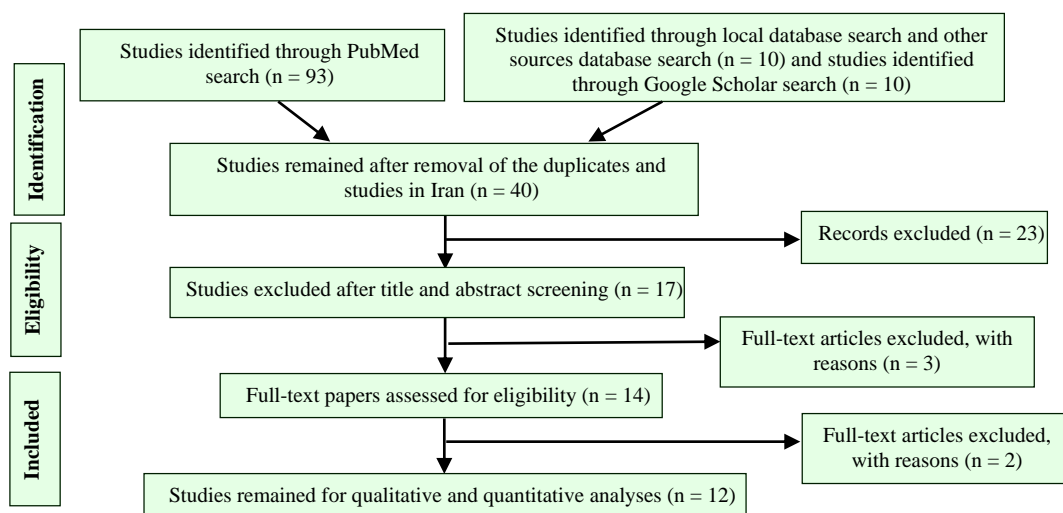 Studies identified through PubMed
search (n = 93)
Studies identified through local database search and other
sources database search (n = 10) and studies identified
through Google Scholar search (n = 10)
Identification
Studies remained after removal of the duplicates and
studies in Iran (n = 40)
Records excluded (n = 23)
Eligibility
Studies excluded after title and abstract screening (n = 17)
Full-text articles excluded, with
reasons (n = 3)
Included
Full-text papers assessed for eligibility (n = 14)
Full-text articles excluded,
with reasons (n = 2)
Studies remained for qualitative and quantitative analyses (n = 12)